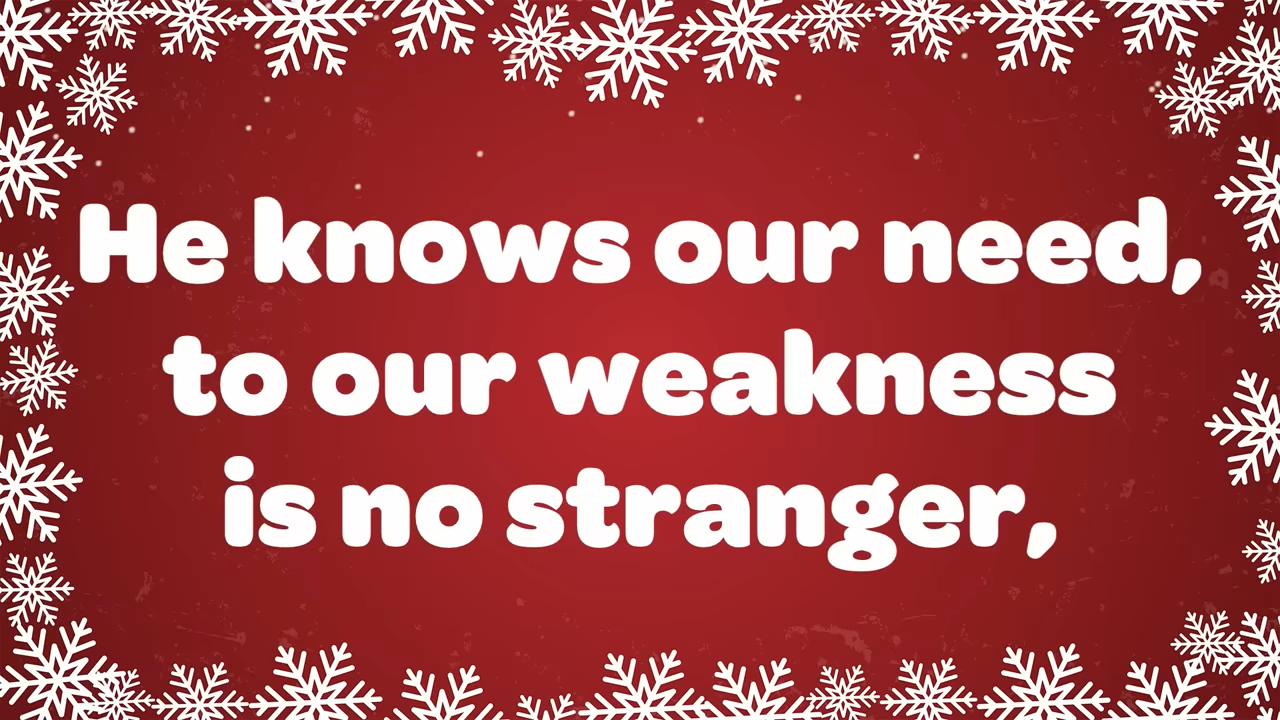 He knows our need,
to our weakness
is no stranger,